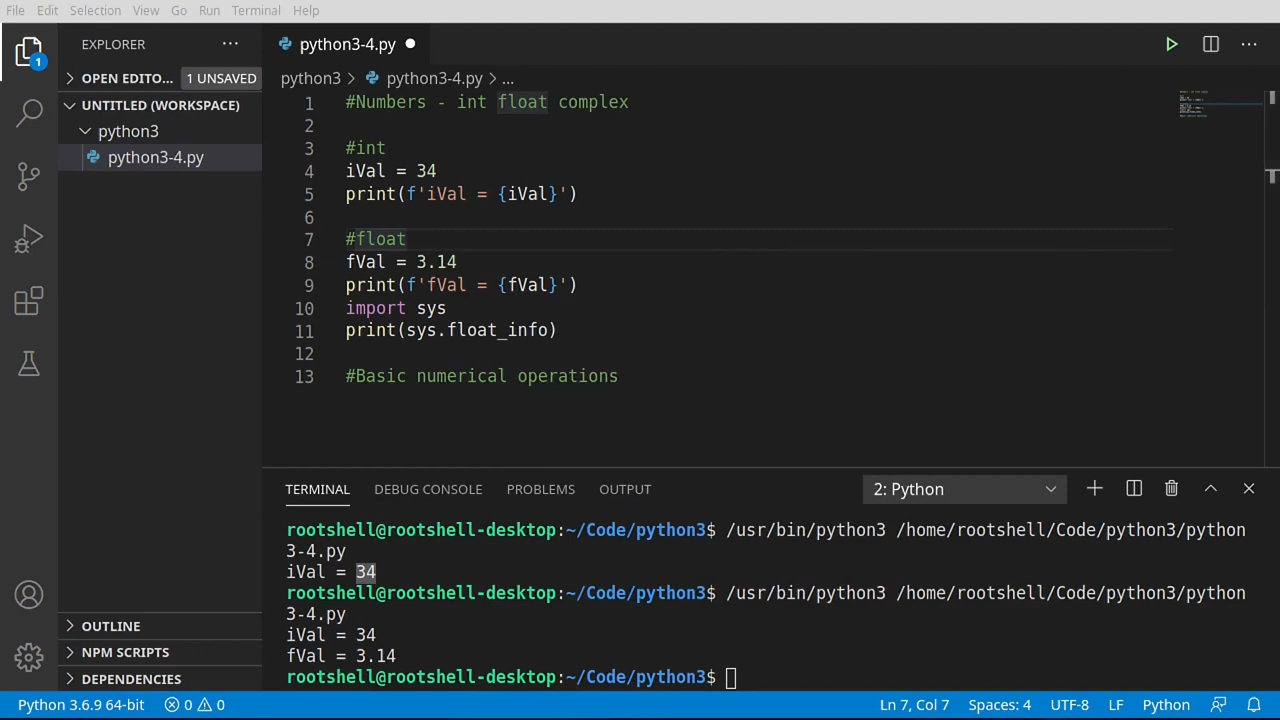 File Edit Selection View Go Run Terminal Help
EXPLORER
OPEN EDITO... 1 UNSAVED
UNTITLED (WORKSPACE)
python3
python3-4.py
OUTLINE
NPM SCRIPTS
DEPENDENCIES
1
python3-4.py
python3 > python3-4.py > ...
1 #Numbers - int float complex
2
3 #int
4 iVal = 34
5 print(f'iVal = {iVal}')
6
7 #float
8 fVal = 3.14
9 print(f'fVal = {fVal}')
10 import sys
11 print(sys.float_info)
12
13 #Basic numerical operations
TERMINAL DEBUG CONSOLE PROBLEMS OUTPUT 2: Python
rootshell@rootshell-desktop:~/Code/python3$ /usr/bin/python3 /home/rootshell/Code/python3/python
3-4.py
iVal = 34
rootshell@rootshell-desktop:~/Code/python3$ /usr/bin/python3 /home/rootshell/Code/python3/python
3-4.py
iVal = 34
fVal = 3.14
rootshell@rootshell-desktop:~/Code/python3$
Python 3.6.9 64-bit 0 0 Ln 7, Col 7 Spaces: 4 UTF-8 LF Python